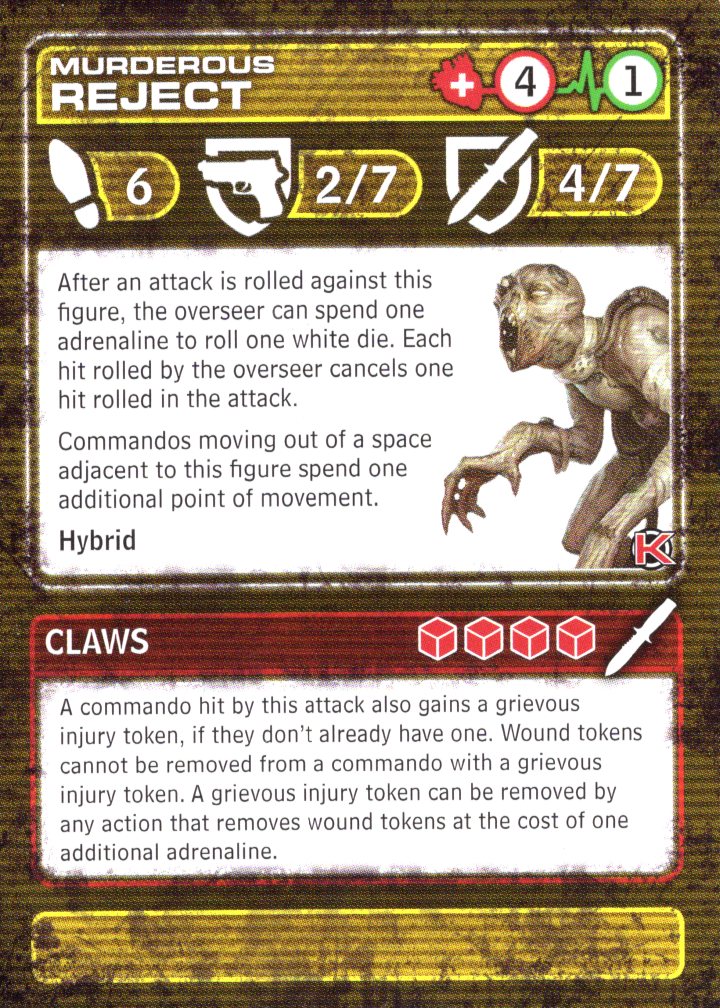 MURDEROUS
REJECT
4
1
6
2/7
4/7
After an attack is rolled against this
figure, the overseer can spend one
adrenaline to roll one white die. Each
hit rolled by the overseer cancels one
hit rolled in the attack.
Commandos moving out of a space
adjacent to this figure spend one
additional point of movement.
Hybrid
K
CLAWS
A commando hit by this attack also gains a grievous
injury token, if they don't already have one. Wound tokens
cannot be removed from a commando with a grievous
injury token. A grievous injury token can be removed by
any action that removes wound tokens at the cost of one
additional adrenaline.